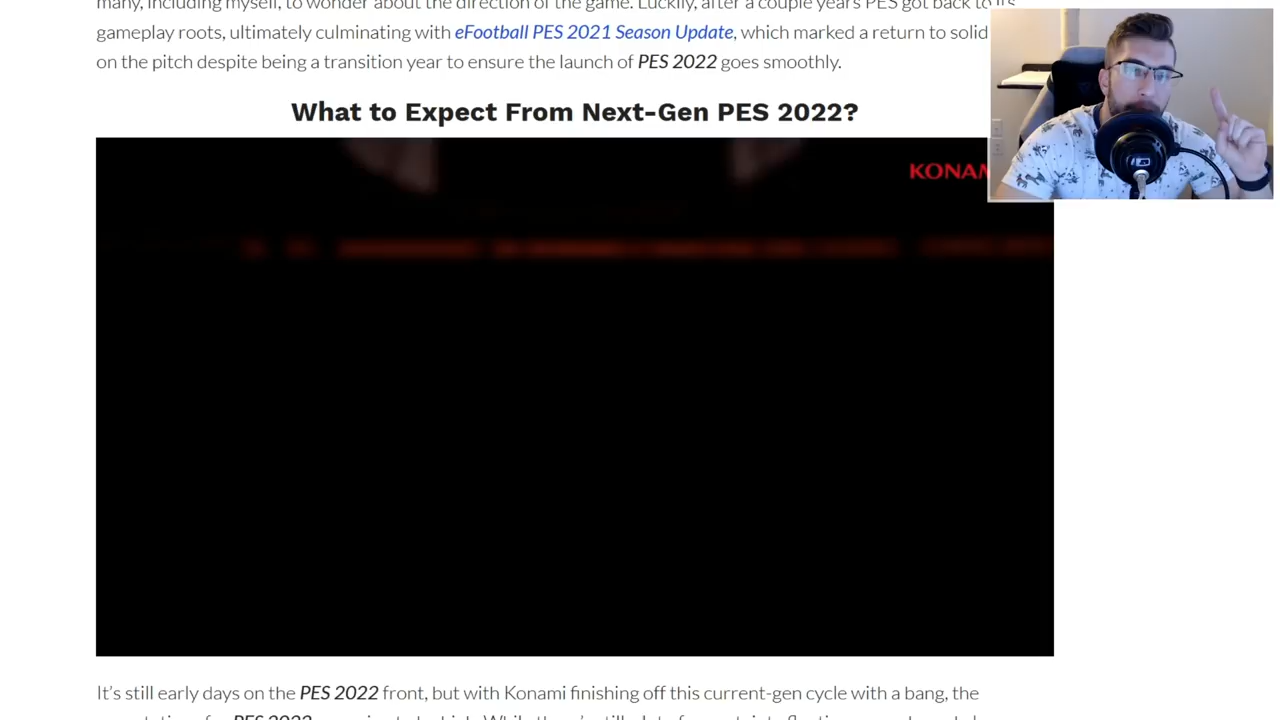 many, including myself, to wonder about the direction of the game. Luckily, after a couple years PES got back to its
gameplay roots, ultimately culminating with eFootball PES 2021 Season Update, which marked a return to solid
on the pitch despite being a transition year to ensure the launch of PES 2022 goes smoothly.
What to Expect From Next-Gen PES 2022?
KONAM
It's still early days on the PES 2022 front, but with Konami finishing off this current-gen cycle with a bang, the